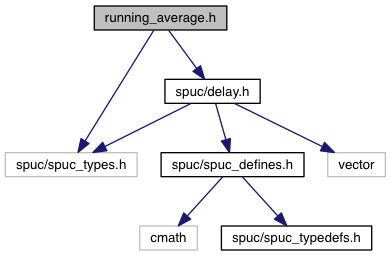 running_average.h
spuc/delay.h
spuc/spuc_types.h
spuc/spuc_defines.h
vector
cmath
spuc/spuc_typedefs.h